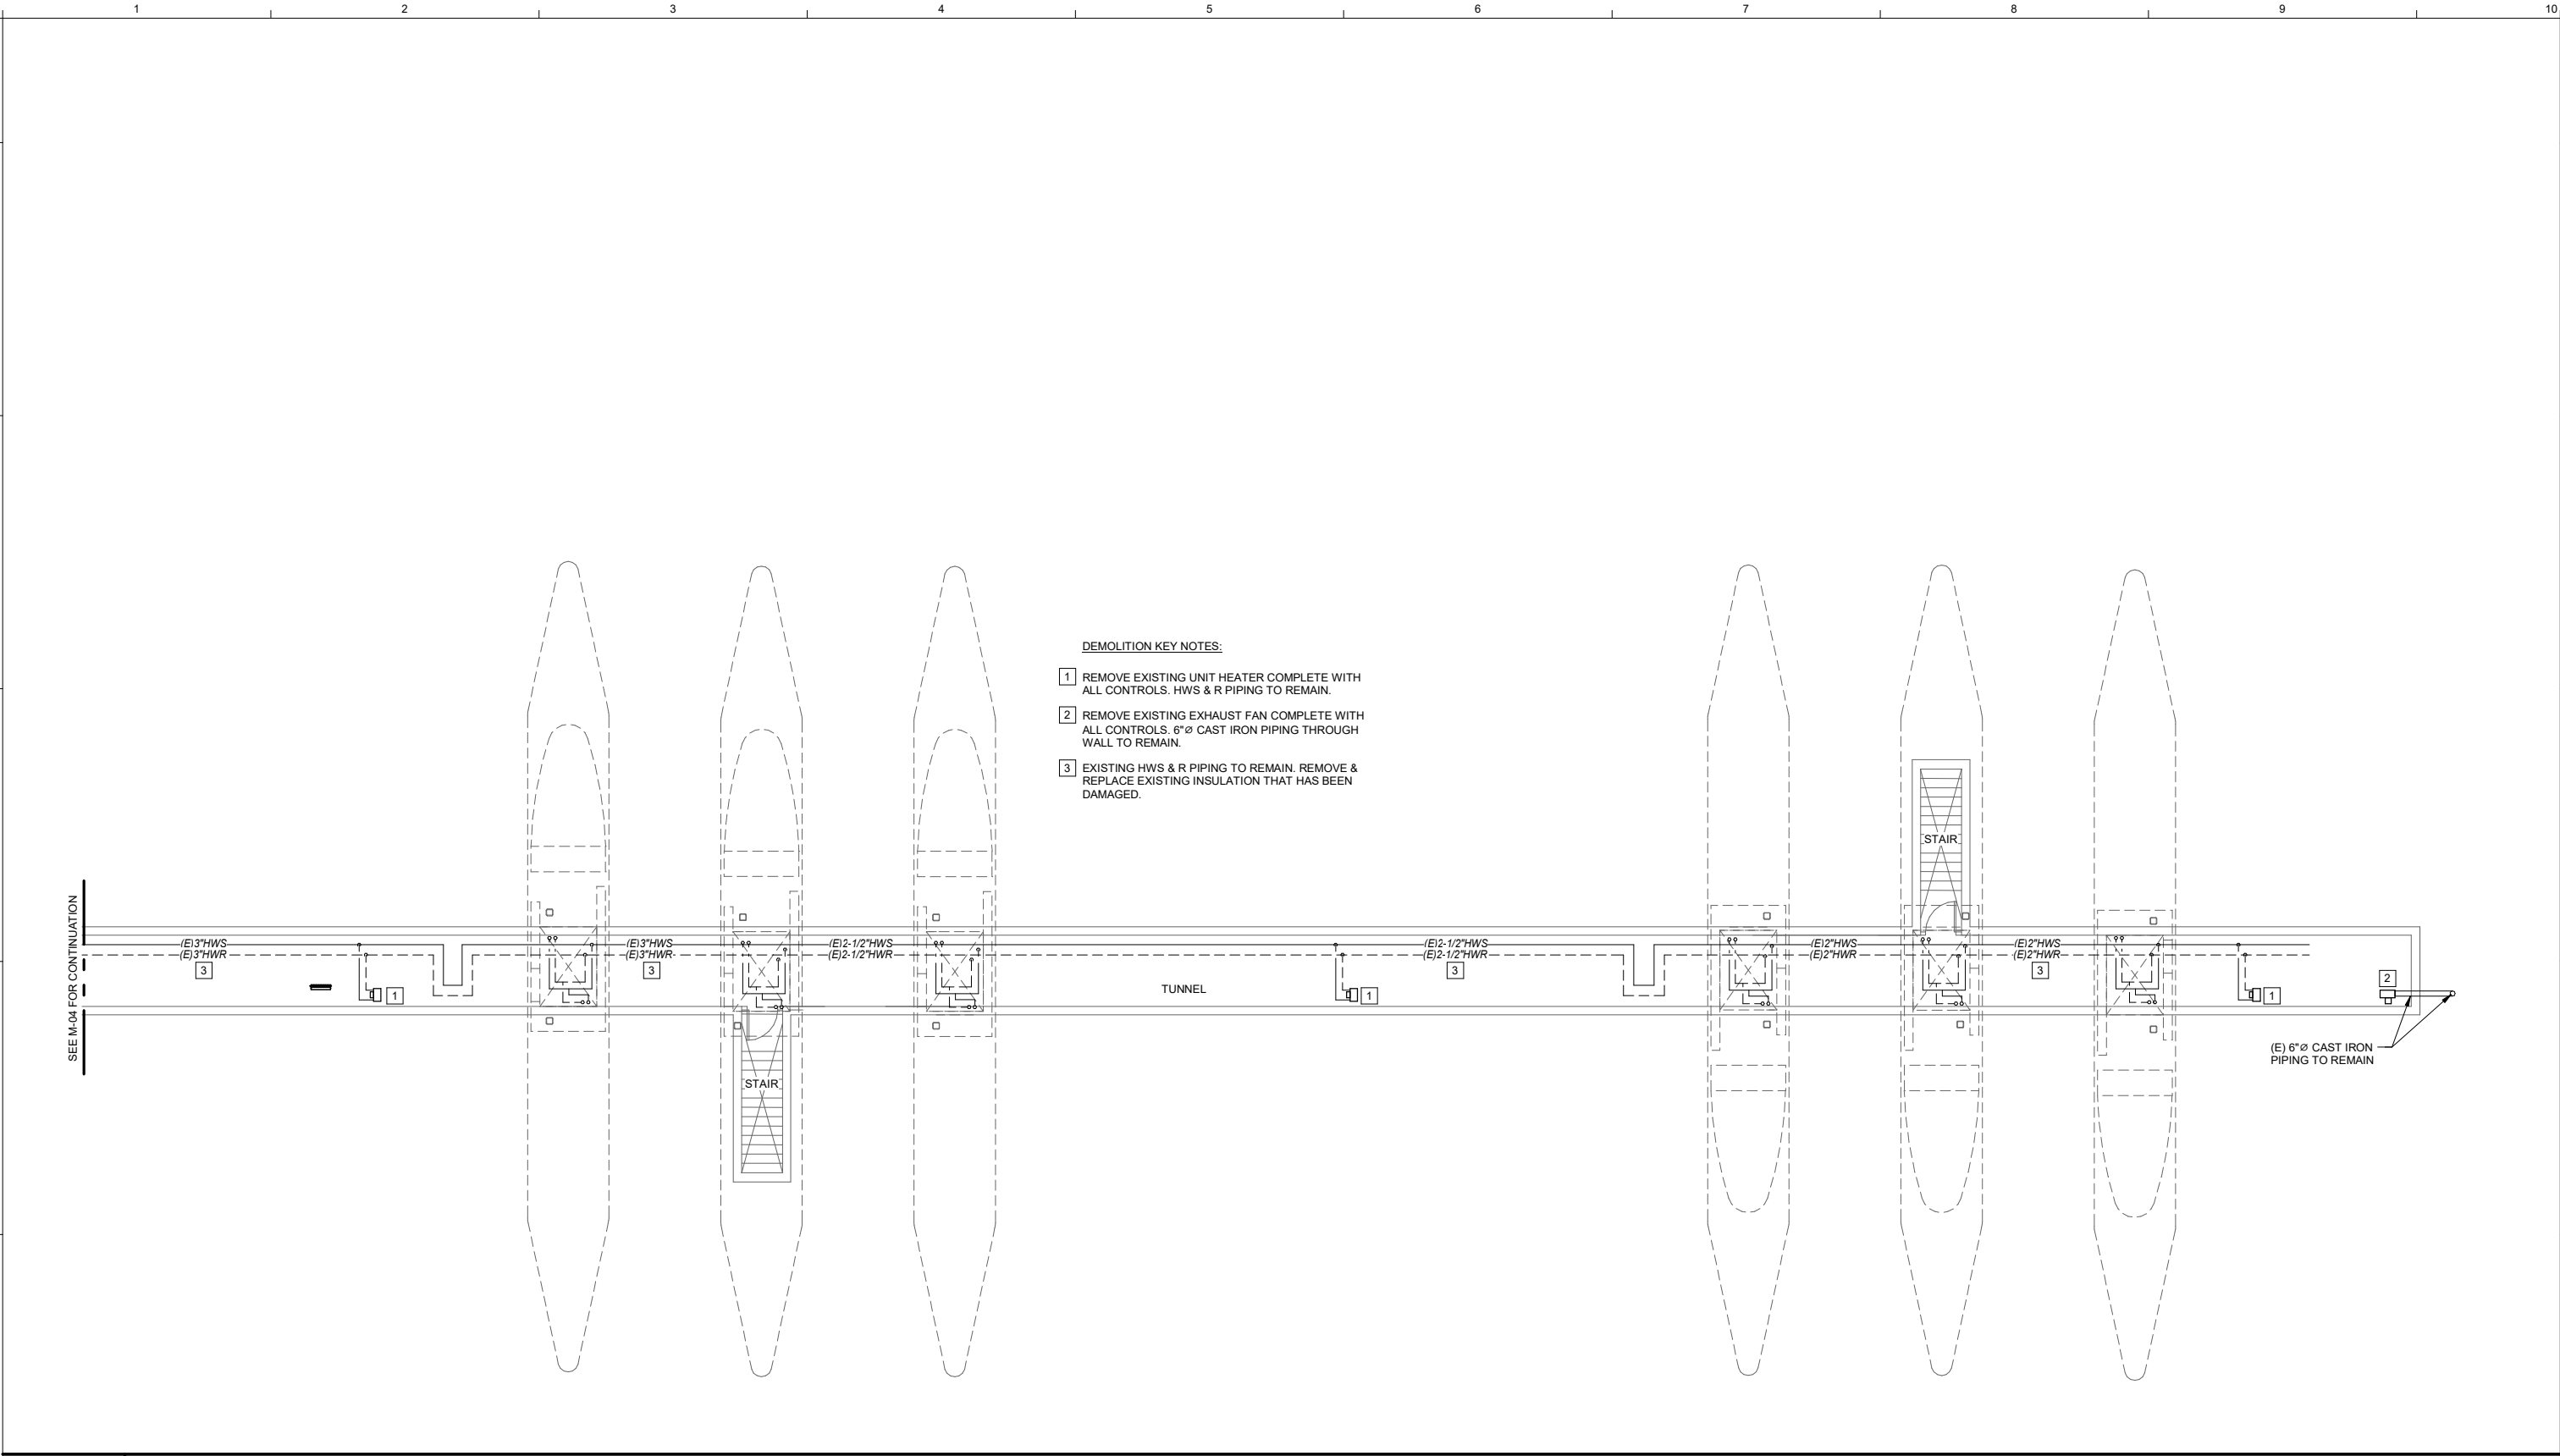 1 2 3 4 5 6 7 8 9 10
DEMOLITION KEY NOTES:
1 REMOVE EXISTING UNIT HEATER COMPLETE WITH
ALL CONTROLS. HWS & R PIPING TO REMAIN.
2 REMOVE EXISTING EXHAUST FAN COMPLETE WITH
ALL CONTROLS. 6"⌀ CAST IRON PIPING THROUGH
WALL TO REMAIN.
3 EXISTING HWS & R PIPING TO REMAIN. REMOVE &
REPLACE EXISTING INSULATION THAT HAS BEEN
DAMAGED.
STAIR
SEE M-04 FOR CONTINUATION
(E)3"HWS (E)3"HWS (E)2-1/2"HWS (E)2-1/2"HWS (E)2"HWS (E)2"HWS
(E)3"HWR (E)3"HWR (E)2-1/2"HWR (E)2-1/2"HWR (E)2"HWR (E)2"HWR
3 3 3 3
2
TUNNEL
1 1 1
(E) 6"⌀ CAST IRON
PIPING TO REMAIN
STAIR